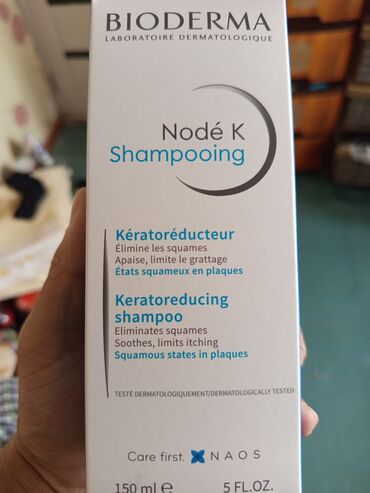 BIODERMA
LABORATOIRE DERMATOLOGIQUE
Nodé K
Shampooing
Kératoréducteur
Élimine les squames
Apaise, limite le grattage
États squameux en plaques
Keratoreducing
shampoo
Eliminates squames
Soothes, limits itching
Squamous states in plaques
TESTÉ DERMATOLOGIQUEMENT/DERMATOLOGICALLY TESTED
Care first. NAOS
150 ml ℮ 5 FL.OZ.